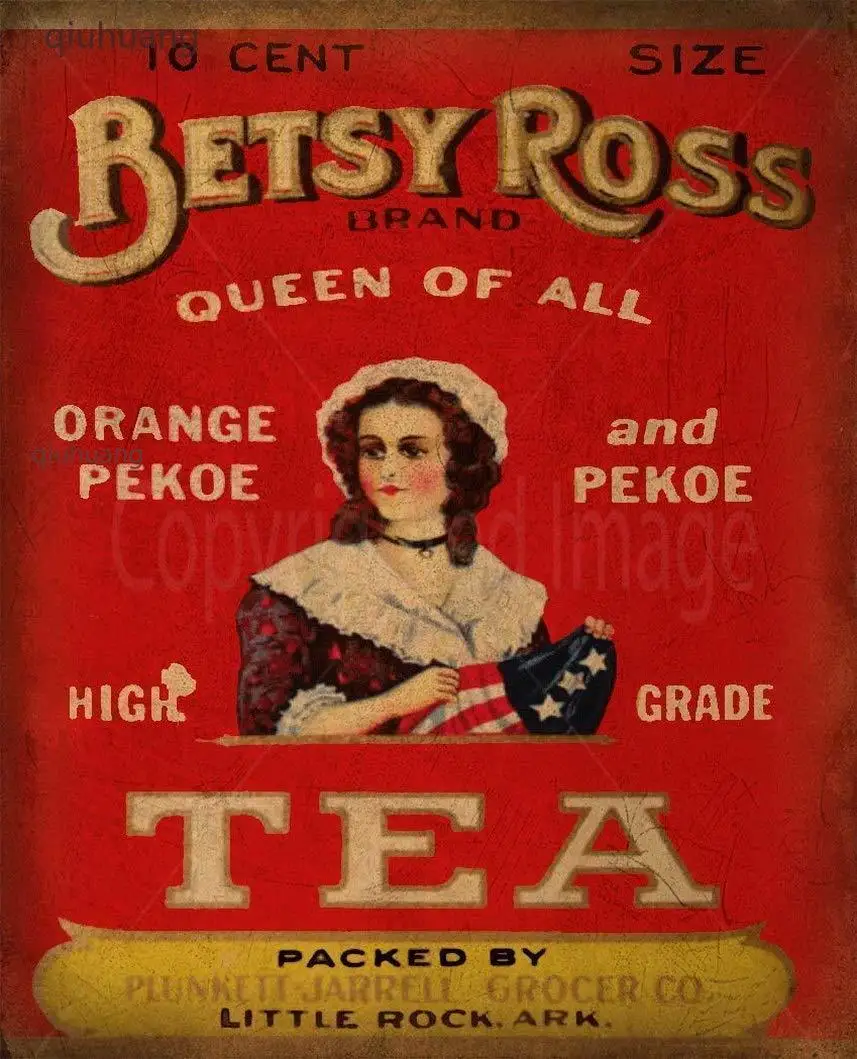 qiuhuang
10 CENT SIZE
BETSY ROSS
BRAND
QUEEN OF ALL
ORANGE and
qiuhuang
PEKOE PEKOE
Copyrighted Image
HIGH GRADE
TEA
PACKED BY
PLUNKETT-JARRELL GROCER CO.
LITTLE ROCK, ARK.